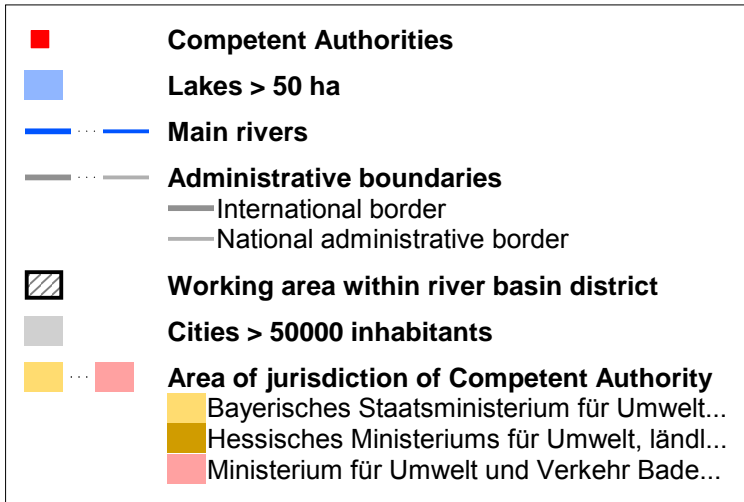 Competent Authorities
Lakes > 50 ha
Main rivers
Administrative boundaries
International border
National administrative border
Working area within river basin district
Cities > 50000 inhabitants
Area of jurisdiction of Competent Authority
Bayerisches Staatsministerium für Umwelt...
Hessisches Ministeriums für Umwelt, ländl...
Ministerium für Umwelt und Verkehr Bade...